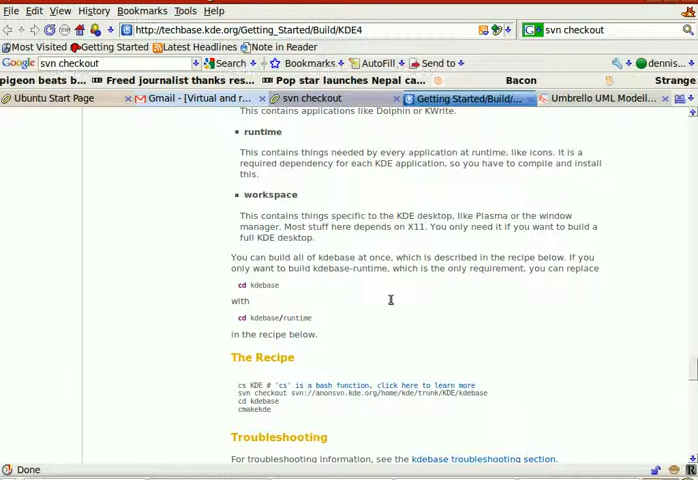 File Edit View History Bookmarks Tools Help
http://techbase.kde.org/Getting_Started/Build/KDE4 svn checkout
Most Visited Getting Started Latest Headlines Note in Reader
Google svn checkout Search Bookmarks AutoFill Send to dennis...
pigeon beats b... Freed journalist thanks res... Pop star launches Nepal ca... Bacon Strange
Ubuntu Start Page Gmail - [Virtual and r... svn checkout Getting Started/Build/... Umbrello UML Modell...
This contains applications like Dolphin or KWrite.
runtime
This contains things needed by every application at runtime, like icons. It is a
required dependency for each KDE application, so you have to compile and install
this.
workspace
This contains things specific to the KDE desktop, like Plasma or the window
manager. Most stuff here depends on X11. You only need it if you want to build a
full KDE desktop.
You can build all of kdebase at once, which is described in the recipe below. If you
only want to build kdebase-runtime, which is the only requirement, you can replace
cd kdebase
with
cd kdebase/runtime
in the recipe below.
The Recipe
cs KDE # 'cs' is a bash function, click here to learn more
svn checkout svn://anonsvn.kde.org/home/kde/trunk/KDE/kdebase
cd kdebase
cmakekde
Troubleshooting
For troubleshooting information, see the kdebase troubleshooting section.
Done